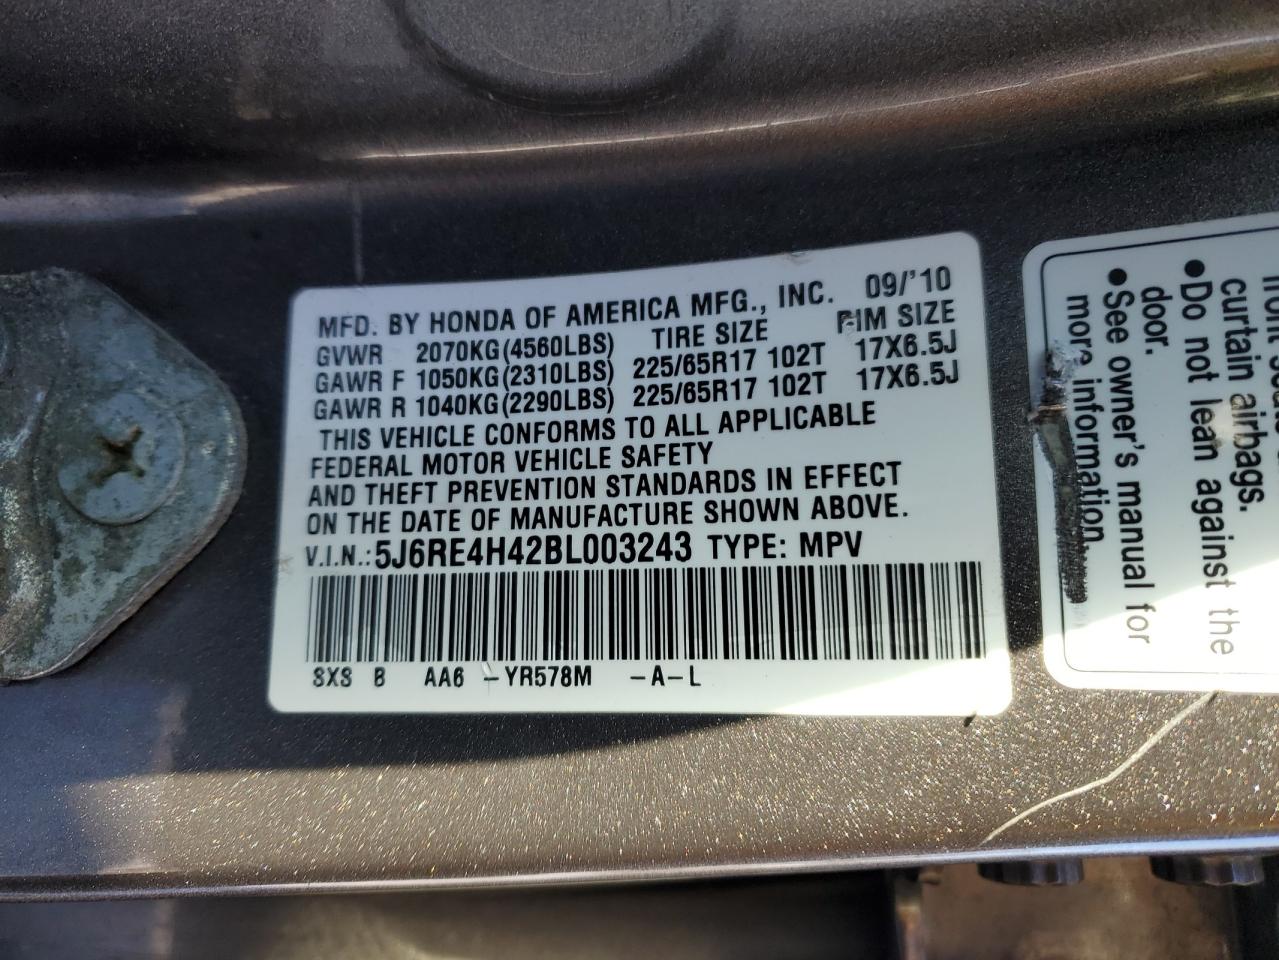 MFD. BY HONDA OF AMERICA MFG., INC. 09/'10
GVWR 2070KG(4560LBS) TIRE SIZE RIM SIZE
GAWR F 1050KG(2310LBS) 225/65R17 102T 17X6.5J
GAWR R 1040KG(2290LBS) 225/65R17 102T 17X6.5J
THIS VEHICLE CONFORMS TO ALL APPLICABLE
FEDERAL MOTOR VEHICLE SAFETY
AND THEFT PREVENTION STANDARDS IN EFFECT
ON THE DATE OF MANUFACTURE SHOWN ABOVE.
V.I.N.:5J6RE4H42BL003243 TYPE: MPV
SXS B AA6 -YR578M -A-L
curtain airbags.
●Do not lean against the
door.
●See owner's manual for
more information.